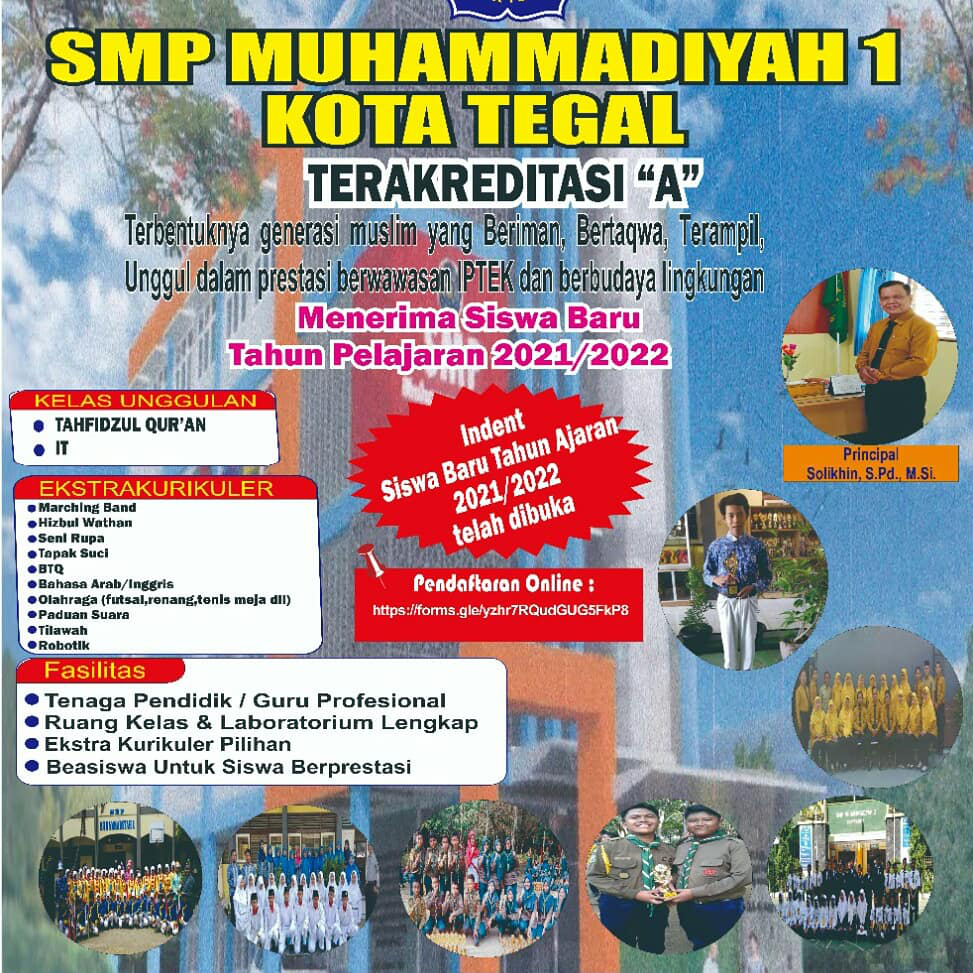 SMP MUHAMMADIYAH 1
KOTA TEGAL
TERAKREDITASI “A”
Terbentuknya generasi muslim yang Beriman, Bertaqwa, Terampil,
Unggul dalam prestasi berwawasan IPTEK dan berbudaya lingkungan
Menerima Siswa Baru
Tahun Pelajaran 2021/2022
KELAS UNGGULAN
TAHFIDZUL QUR’AN
IT
Indent
Siswa Baru Tahun Ajaran
2021/2022
telah dibuka
Principal
Solikhin, S.Pd., M.Si.
EKSTRAKURIKULER
Marching Band
Hizbul Wathan
Seni Rupa
Tapak Suci
BTQ
Bahasa Arab/Inggris
Olahraga (futsal,renang,tenis meja dll)
Paduan Suara
Tilawah
Robotik
Pendaftaran Online :
https://forms.gle/yzhr7RQudGUG5FkP8
Fasilitas
Tenaga Pendidik / Guru Profesional
Ruang Kelas & Laboratorium Lengkap
Ekstra Kurikuler Pilihan
Beasiswa Untuk Siswa Berprestasi